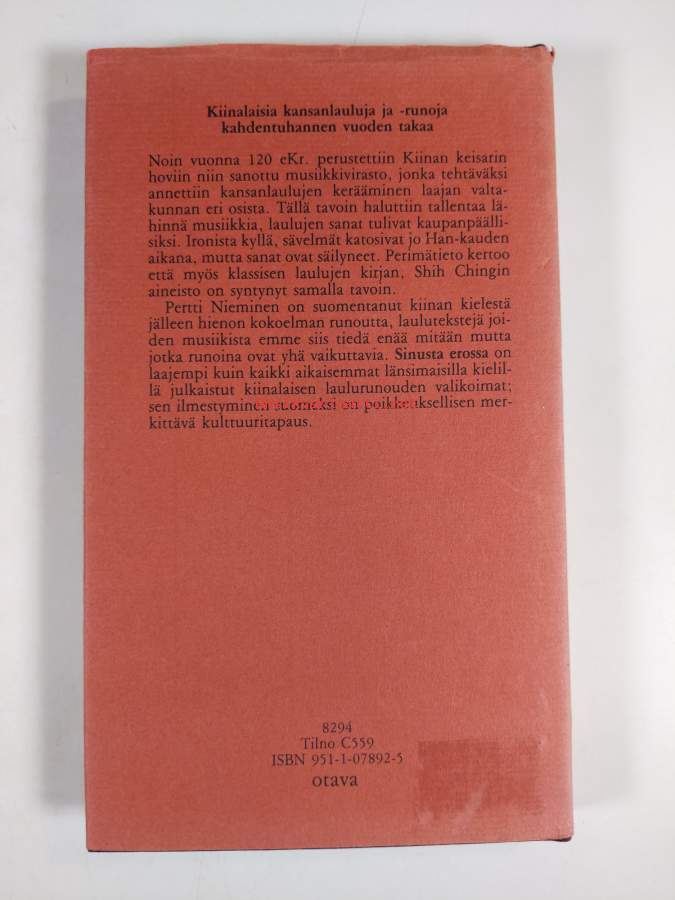 Kiinalaisia kansanlauluja ja -runoja
kahdentuhannen vuoden takaa
Noin vuonna 120 eKr. perustettiin Kiinan keisarin
hoviin niin sanottu musiikkivirasto, jonka tehtäväksi
annettiin kansanlaulujen kerääminen laajan valta-
kunnan eri osista. Tällä tavoin haluttiin tallentaa lä-
hinnä musiikkia, laulujen sanat tulivat kaupanpäälli-
siksi. Ironista kyllä, sävelmät katosivat jo Han-kauden
aikana, mutta sanat ovat säilyneet. Perimätieto kertoo
että myös klassisen laulujen kirjan, Shih Chingin
aineisto on syntynyt samalla tavoin.
Pertti Nieminen on suomentanut kiinan kielestä
jälleen hienon kokoelman runoutta, laulutekstejä joi-
den musiikista emme siis tiedä enää mitään mutta
jotka runoina ovat yhä vaikuttavia. Sinusta erossa on
laajempi kuin kaikki aikaisemmat länsimaisilla kielil-
lä julkaistut kiinalaisen laulurunouden valikoimat;
sen ilmestyminen suomeksi on poikkeuksellisen mer-
kittävä kulttuuritapaus.
8294
Tilno C559
ISBN 951-1-07892-5
otava